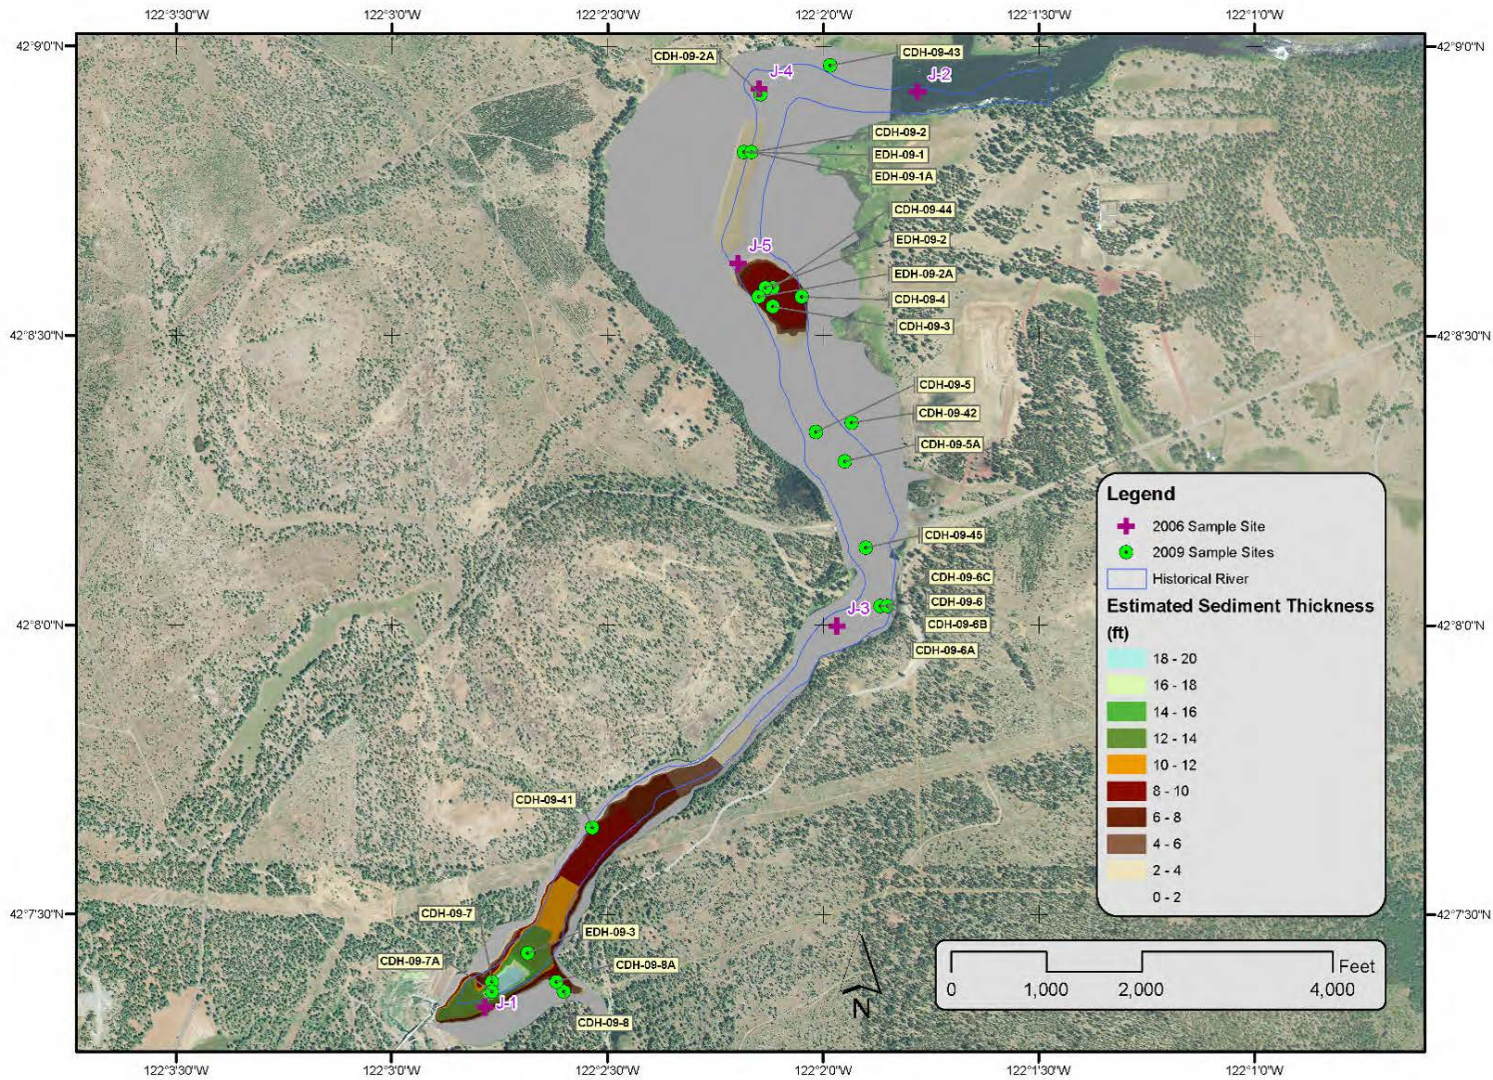 122°3'30"W 122°3'0"W 122°2'30"W 122°2'0"W 122°1'30"W 122°1'0"W
42°9'0"N 42°9'0"N
CDH-09-2A
CDH-09-43
J-4
J-2
CDH-09-2
EDH-09-1
EDH-09-1A
CDH-09-44
EDH-09-2
J-5
EDH-09-2A
CDH-09-4
CDH-09-3
42°8'30"N 42°8'30"N
CDH-09-5
CDH-09-42
CDH-09-5A
CDH-09-45
CDH-09-6C
CDH-09-6
J-3
CDH-09-6B
CDH-09-6A
42°8'0"N 42°8'0"N
Legend
2006 Sample Site
2009 Sample Sites
Historical River
Estimated Sediment Thickness
(ft)
18 - 20
16 - 18
14 - 16
12 - 14
10 - 12
8 - 10
6 - 8
4 - 6
2 - 4
0 - 2
CDH-09-41
42°7'30"N 42°7'30"N
CDH-09-7
EDH-09-3
CDH-09-7A
CDH-09-8A
J-1
CDH-09-8
N
Feet
0 1,000 2,000 4,000
122°3'30"W 122°3'0"W 122°2'30"W 122°2'0"W 122°1'30"W 122°1'0"W